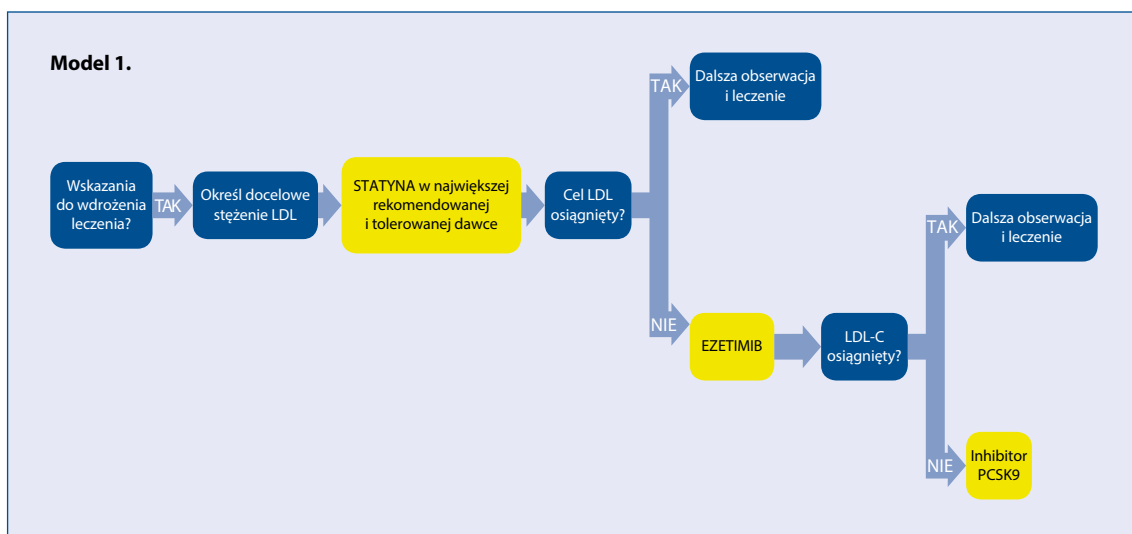 Model 1.
Wskazania
do wdrożenia
leczenia?
TAK
Określ docelowe
stężenie LDL
STATYNA w największej
rekomendowanej
i tolerowanej dawce
Cel LDL
osiągnięty?
TAK
Dalsza obserwacja
i leczenie
NIE
EZETIMIB
LDL-C
osiągnięty?
TAK
Dalsza obserwacja
i leczenie
NIE
Inhibitor
PCSK9